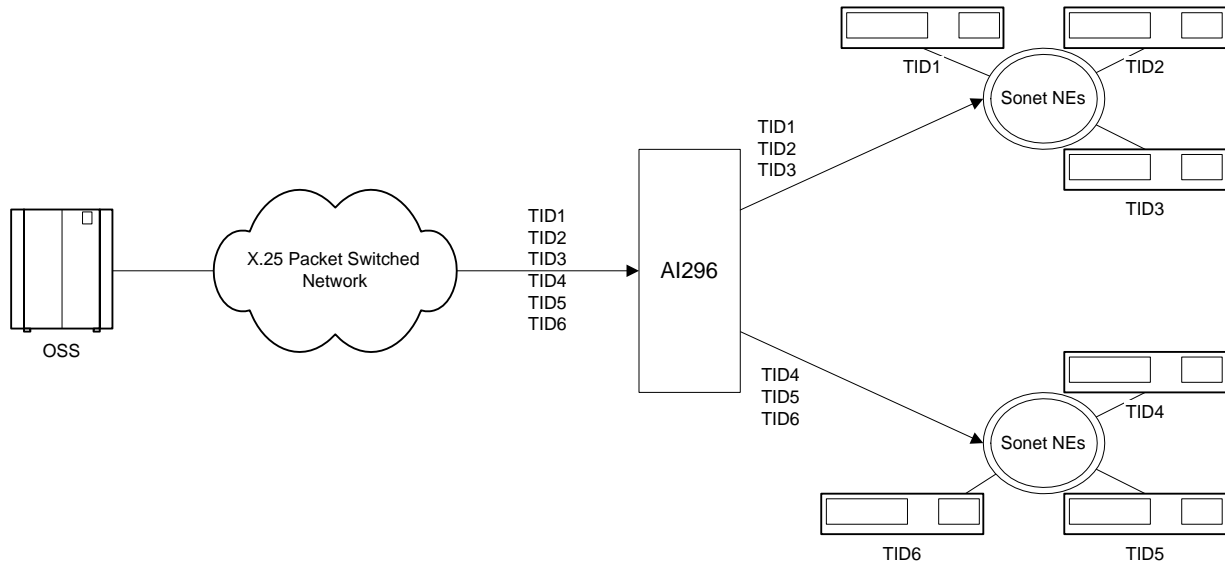 OSS
X.25 Packet Switched
Network
TID1
TID2
TID3
TID4
TID5
TID6
AI296
TID1
TID2
TID3
TID4
TID5
TID6
TID1
TID2
Sonet NEs
TID3
TID4
Sonet NEs
TID6
TID5